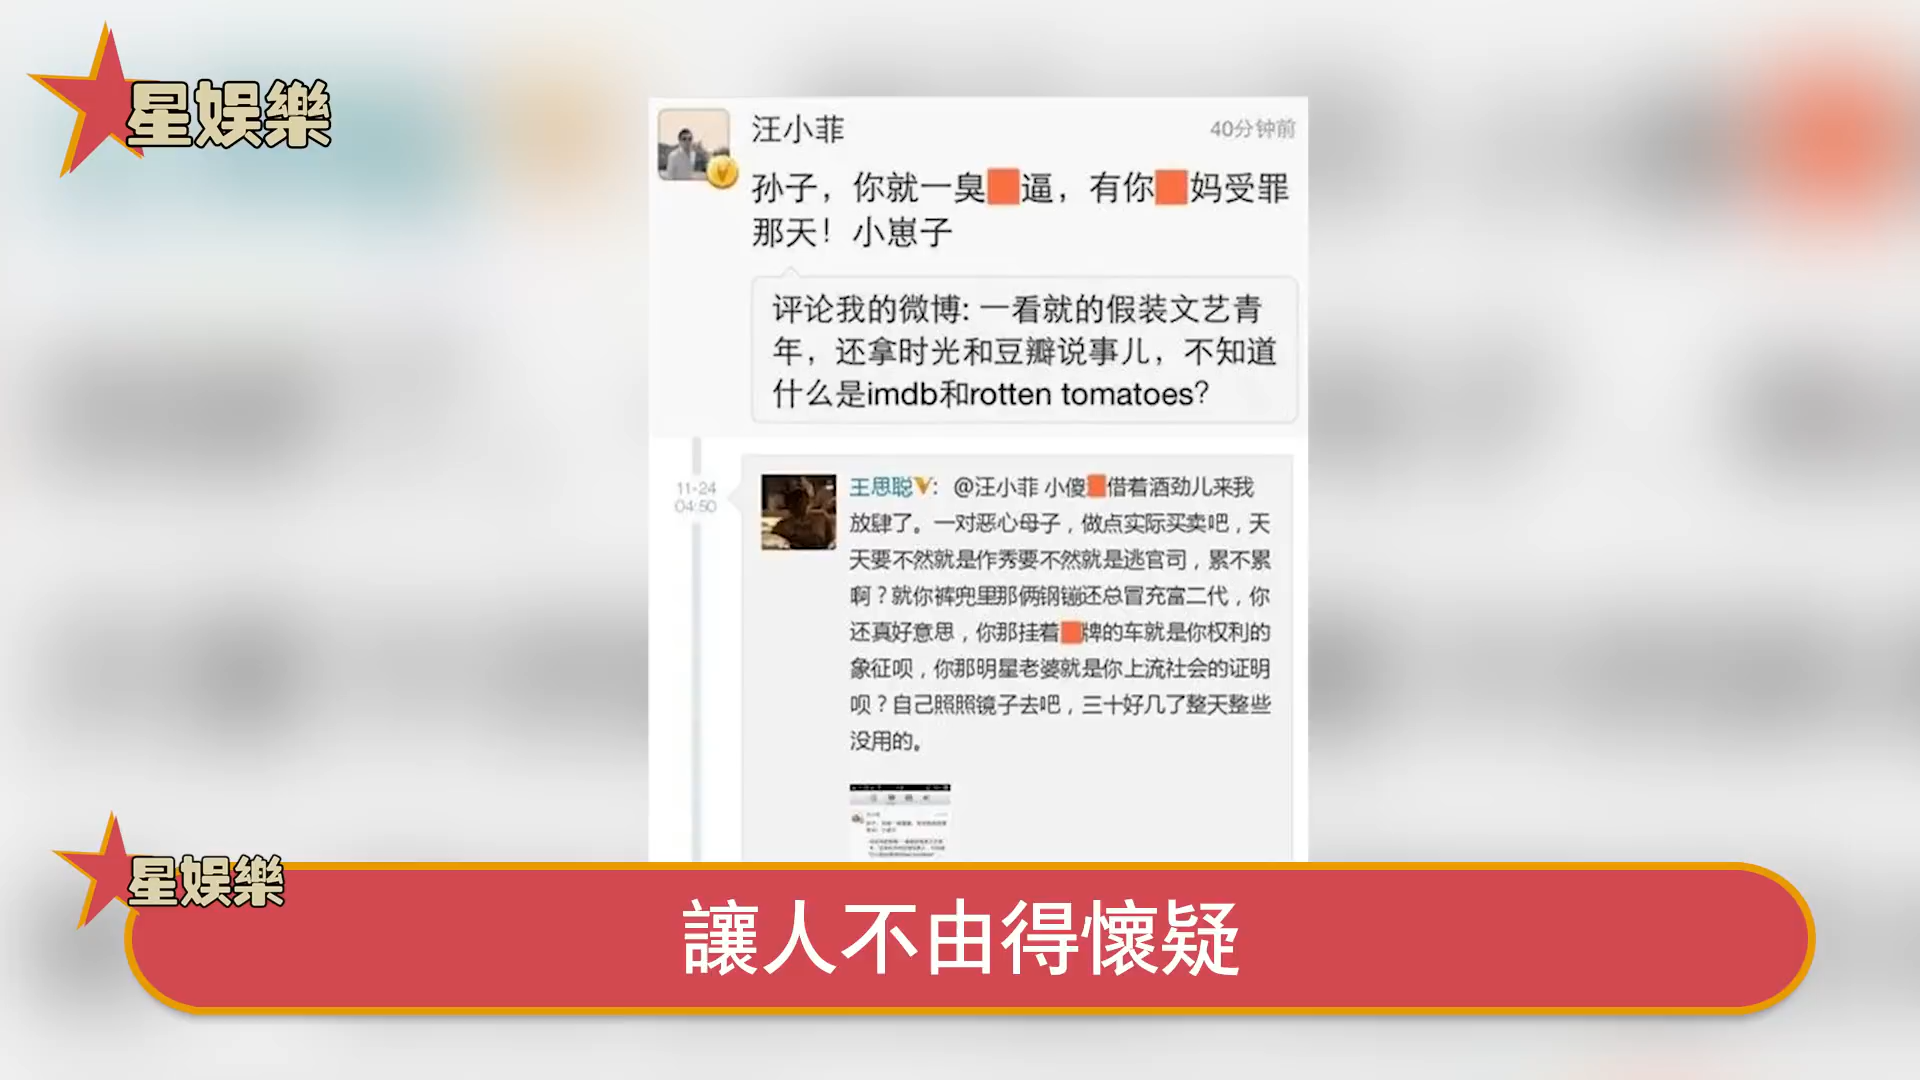 星娱樂
汪小菲
40分钟前
孙子，你就一臭逼，有你妈受罪
那天！小崽子
评论我的微博: 一看就的假装文艺青
年，还拿时光和豆瓣说事儿，不知道
什么是imdb和rotten tomatoes?
11-24
04:50
王思聪: @汪小菲 小傻借着酒劲儿来我
放肆了。一对恶心母子，做点实际买卖吧，天
天要不然就是作秀要不然就是逃官司，累不累
啊？就你裤兜里那俩钢镚还总冒充富二代，你
还真好意思，你那挂着牌的车就是你权利的
象征呗，你那明星老婆就是你上流社会的证明
呗？自己照照镜子去吧，三十好几了整天整些
没用的。
星娱樂
讓人不由得懷疑